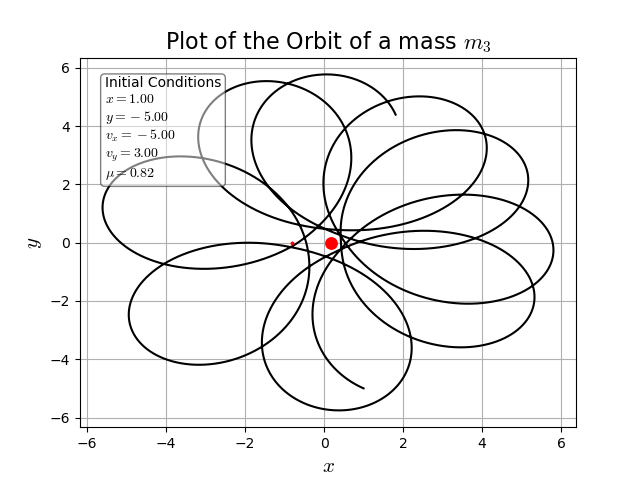 Plot of the Orbit of a mass m₃
Initial Conditions
x = 1.00
y = − 5.00
vₓ = − 5.00
v_y = 3.00
μ = 0.82
6
4
2
0
−2
−4
−6
y
−6 −4 −2 0 2 4 6
x